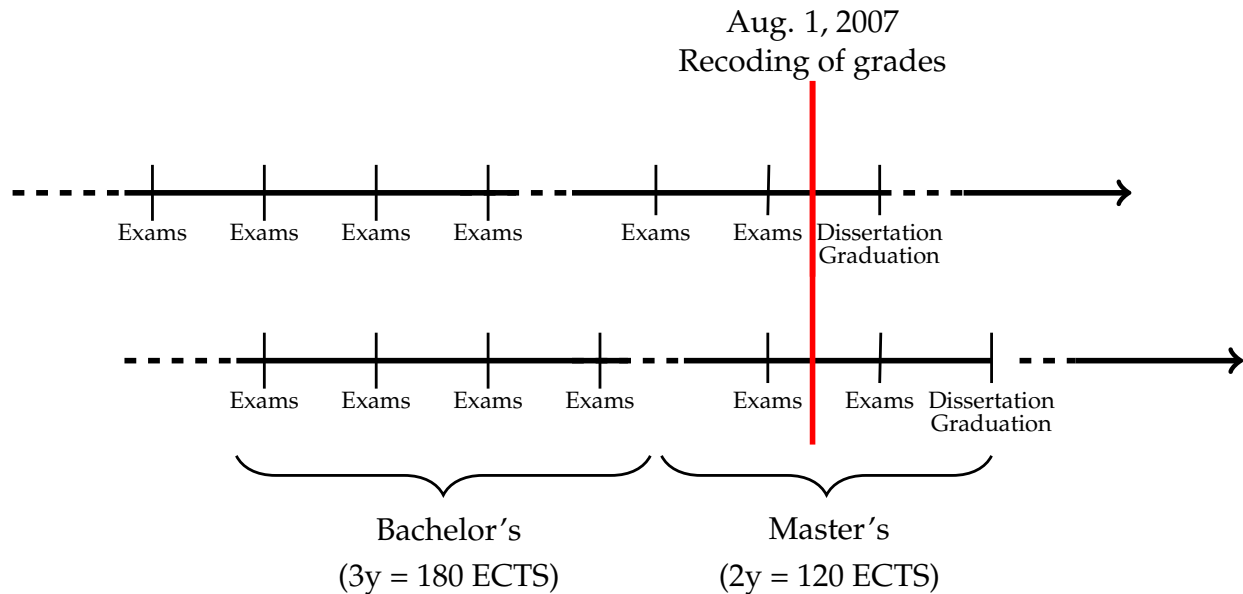 Aug. 1, 2007
Recoding of grades
Exams Exams Exams Exams Exams Exams Dissertation
Graduation
Exams Exams Exams Exams Exams Exams Dissertation
Graduation
Bachelor's Master's
(3y = 180 ECTS) (2y = 120 ECTS)